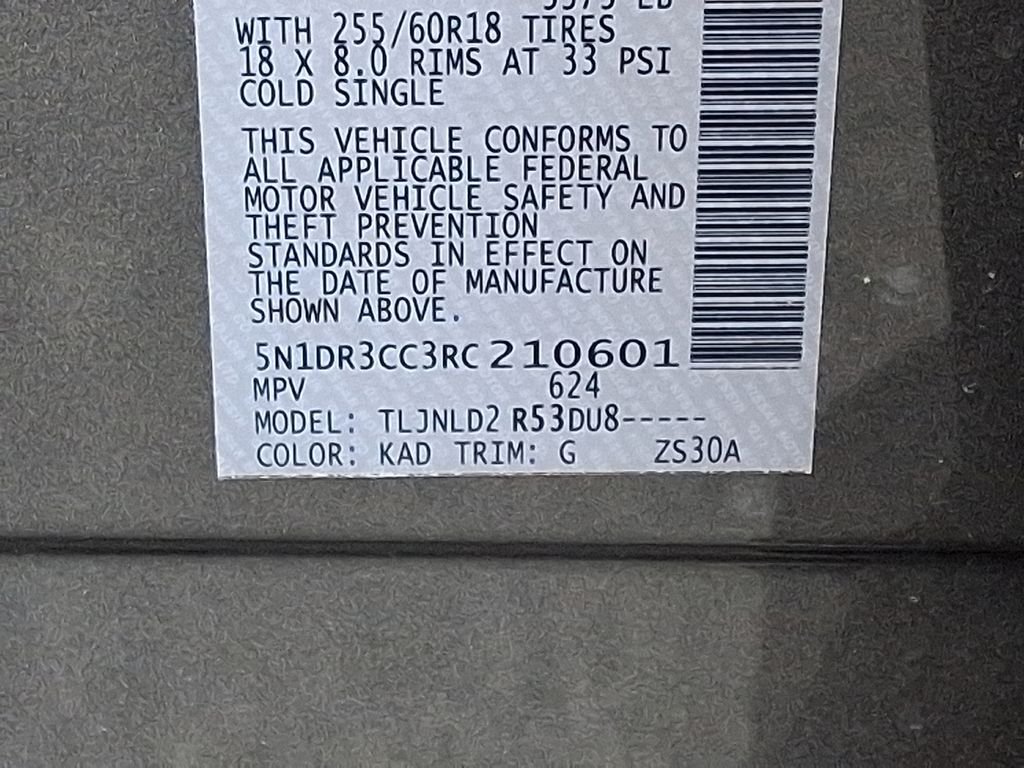 WITH 255/60R18 TIRES
18 X 8.0 RIMS AT 33 PSI
COLD SINGLE
THIS VEHICLE CONFORMS TO
ALL APPLICABLE FEDERAL
MOTOR VEHICLE SAFETY AND
THEFT PREVENTION
STANDARDS IN EFFECT ON
THE DATE OF MANUFACTURE
SHOWN ABOVE.
5N1DR3CC3RC210601
MPV 624
MODEL: TLJNLD2 R53DU8-----
COLOR: KAD TRIM: G ZS30A